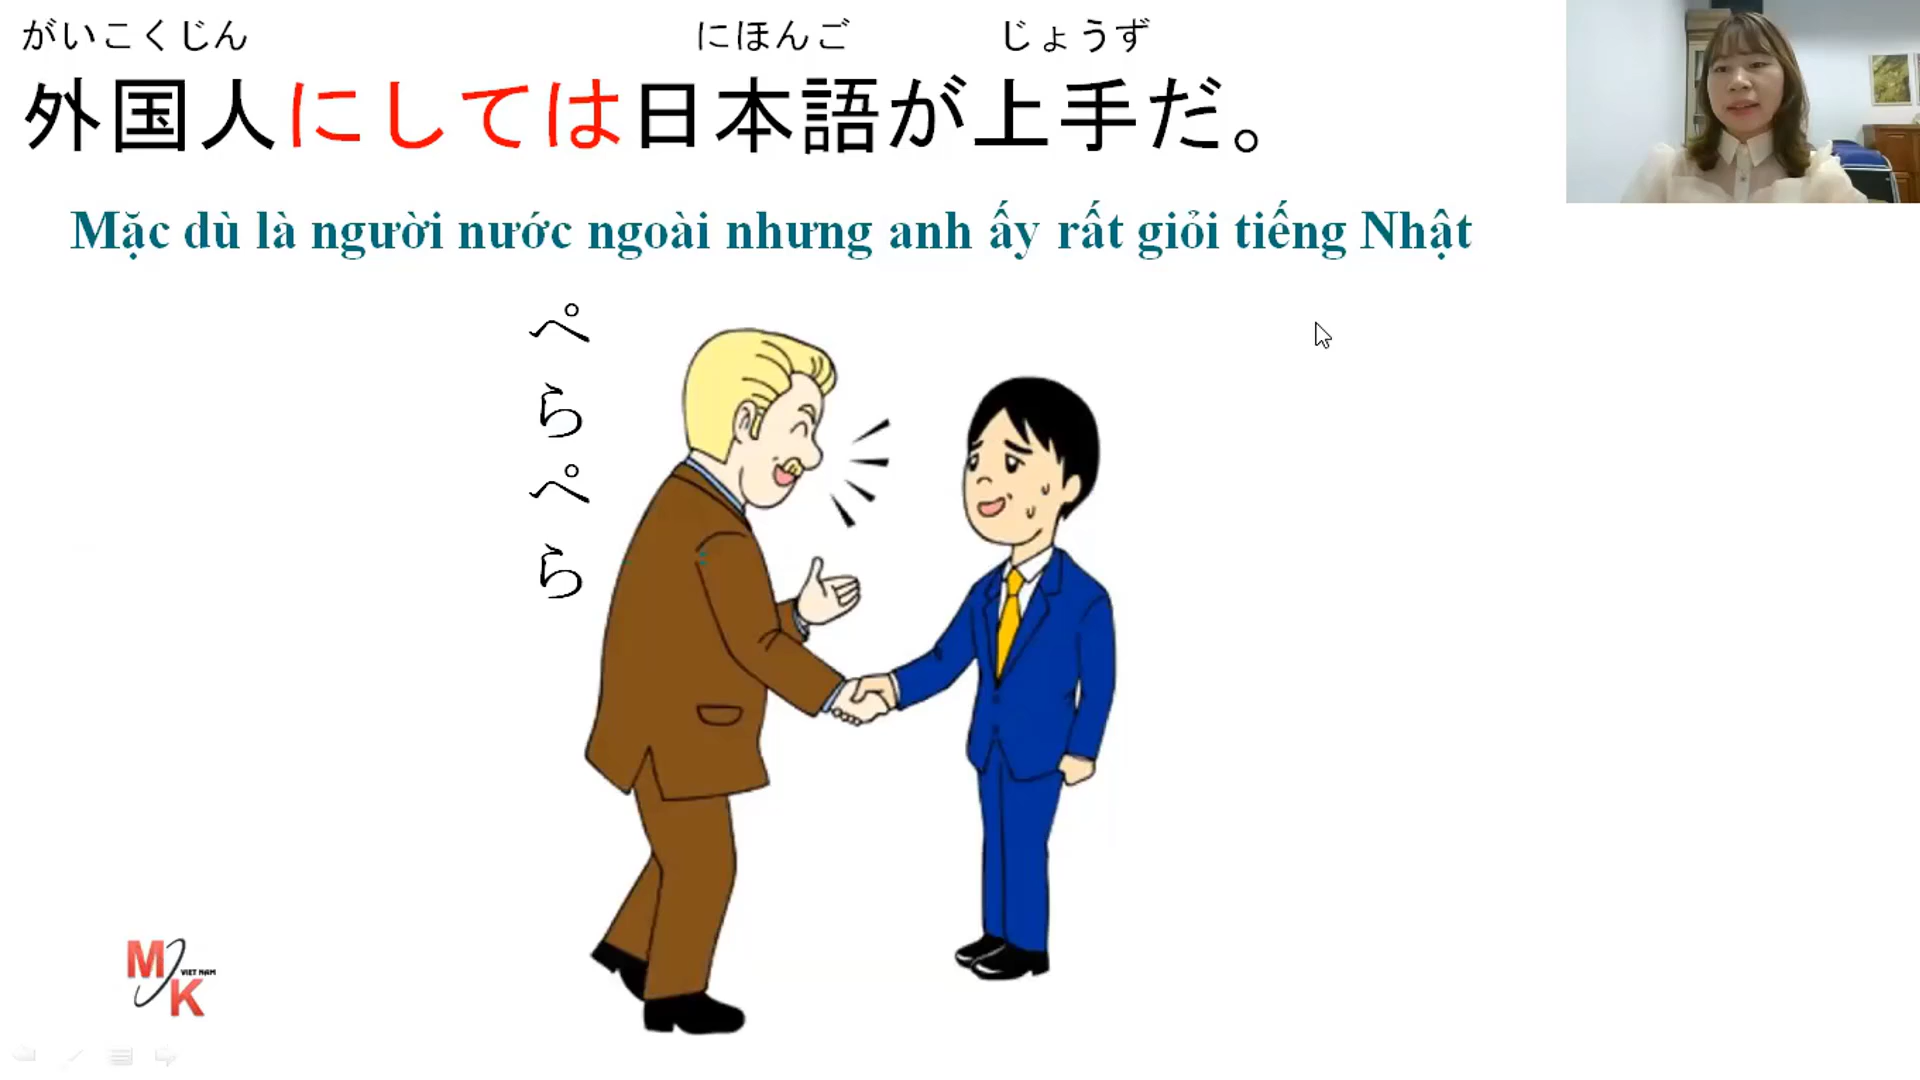 がいこくじん にほんご じょうず
外国人にしては日本語が上手だ。
Mặc dù là người nước ngoài nhưng anh ấy rất giỏi tiếng Nhật
ぺらぺら
M VIET NAM
K